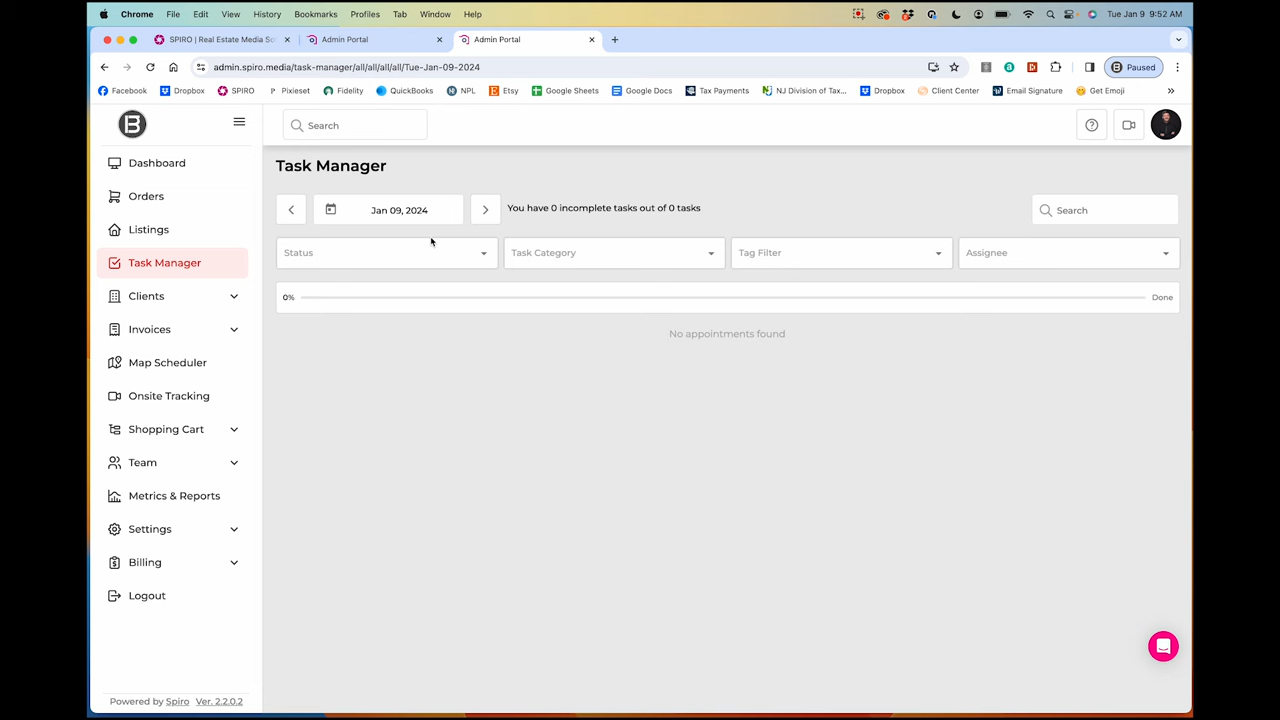 Chrome File Edit View History Bookmarks Profiles Tab Window Help Tue Jan 9 9:52 AM
SPIRO | Real Estate Media So
Admin Portal
Admin Portal
admin.spiro.media/task-manager/all/all/all/all/Tue-Jan-09-2024
Paused
Facebook Dropbox SPIRO Pixieset Fidelity QuickBooks NPL Etsy Google Sheets Google Docs Tax Payments NJ Division of Tax... Dropbox Client Center Email Signature Get Emoji
B
Search
Dashboard
Orders
Listings
Task Manager
Clients
Invoices
Map Scheduler
Onsite Tracking
Shopping Cart
Team
Metrics & Reports
Settings
Billing
Logout
Powered by Spiro Ver. 2.2.0.2
Task Manager
Jan 09, 2024
You have 0 incomplete tasks out of 0 tasks
Search
Status Task Category Tag Filter Assignee
0% Done
No appointments found